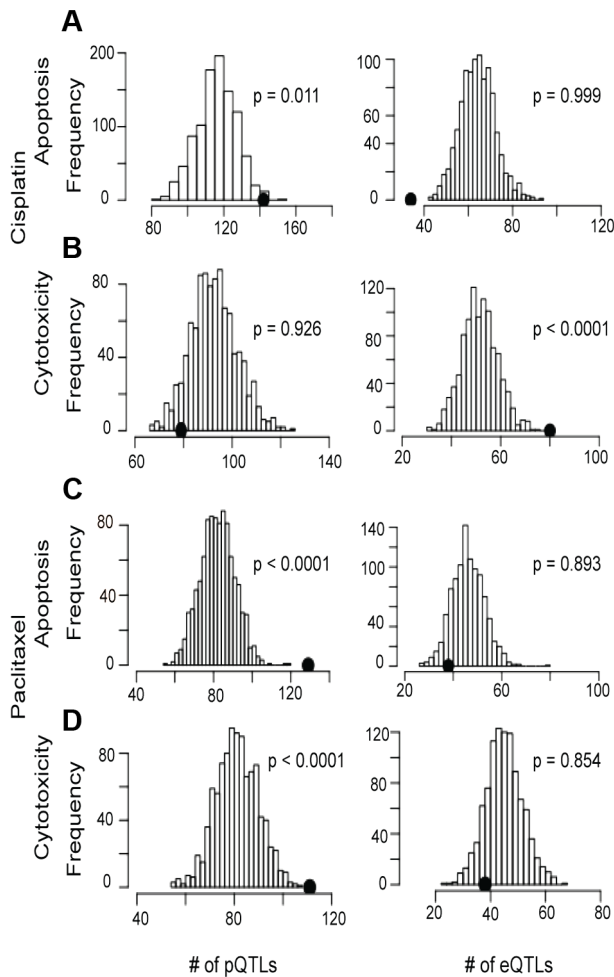 A
Cisplatin
Apoptosis
Frequency
200
100
0
80 120 160
p = 0.011
100
80
60
40
20
0
40 80 120
p = 0.999
B
Cytotoxicity
Frequency
80
40
0
60 100 140
p = 0.926
120
80
40
0
20 60 100
p < 0.0001
C
Paclitaxel
Apoptosis
Frequency
80
40
0
40 80 120
p < 0.0001
140
100
60
20
0
20 60 100
p = 0.893
D
Cytotoxicity
Frequency
80
40
0
40 80 120
p < 0.0001
120
80
40
0
20 40 60 80
p = 0.854
# of pQTLs
# of eQTLs